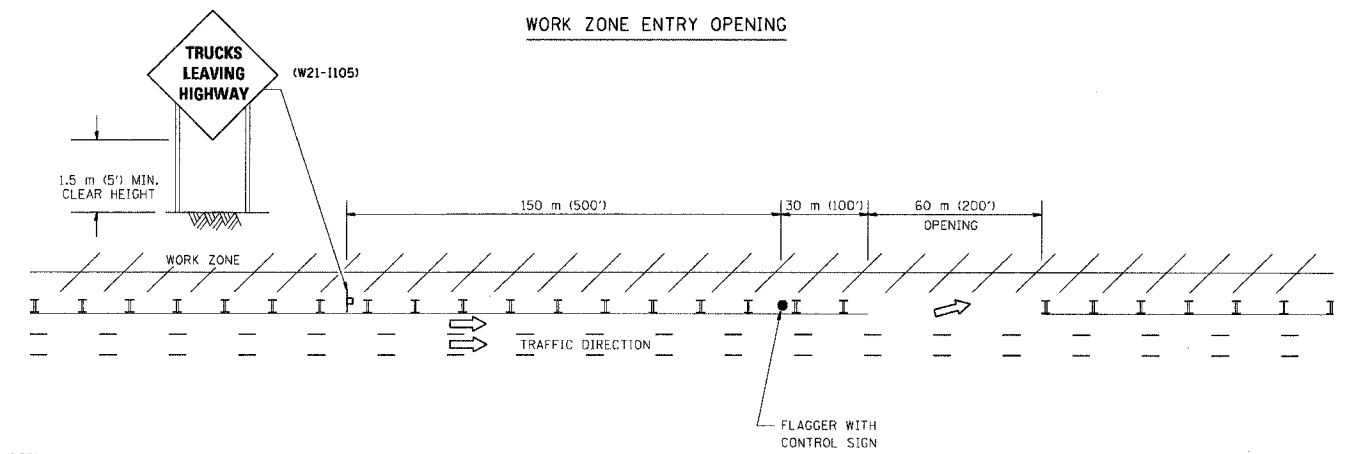 WORK ZONE ENTRY OPENING
TRUCKS
LEAVING
HIGHWAY
(W21-I105)
1.5 m (5') MIN.
CLEAR HEIGHT
150 m (500')
30 m (100')
60 m (200')
OPENING
WORK ZONE
TRAFFIC DIRECTION
FLAGGER WITH
CONTROL SIGN